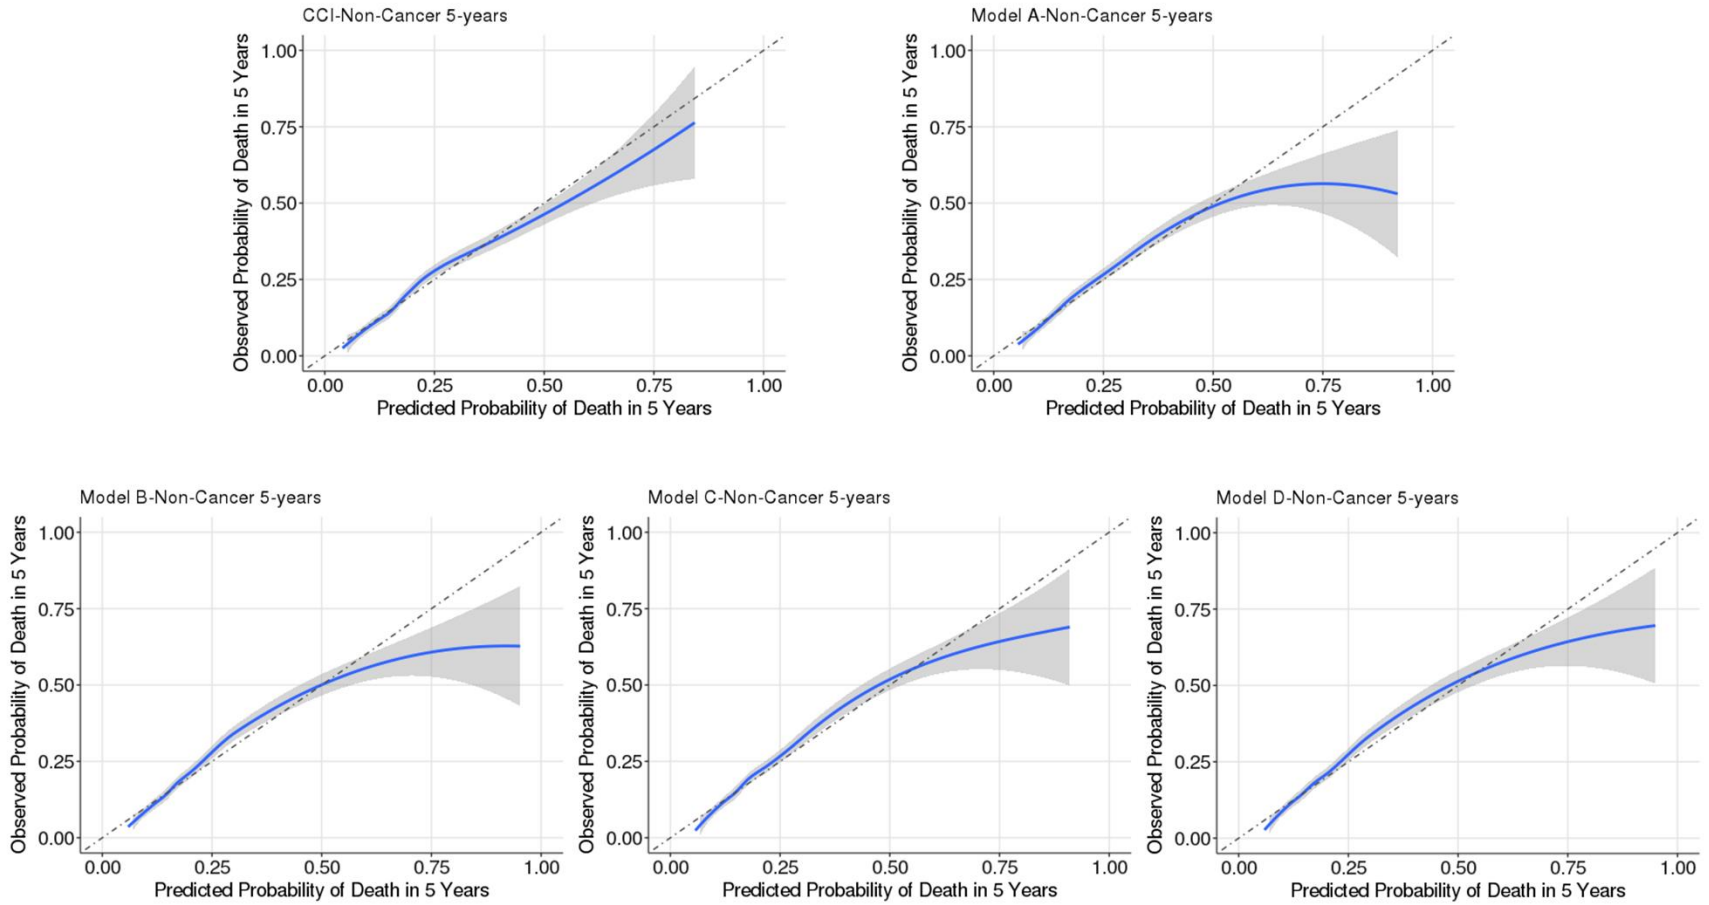 CCI-Non-Cancer 5-years
Observed Probability of Death in 5 Years
1.00
0.75
0.50
0.25
0.00
0.00 0.25 0.50 0.75 1.00
Predicted Probability of Death in 5 Years
Model A-Non-Cancer 5-years
Observed Probability of Death in 5 Years
1.00
0.75
0.50
0.25
0.00
0.00 0.25 0.50 0.75 1.00
Predicted Probability of Death in 5 Years
Model B-Non-Cancer 5-years
Observed Probability of Death in 5 Years
1.00
0.75
0.50
0.25
0.00
0.00 0.25 0.50 0.75 1.00
Predicted Probability of Death in 5 Years
Model C-Non-Cancer 5-years
Observed Probability of Death in 5 Years
1.00
0.75
0.50
0.25
0.00
0.00 0.25 0.50 0.75 1.00
Predicted Probability of Death in 5 Years
Model D-Non-Cancer 5-years
Observed Probability of Death in 5 Years
1.00
0.75
0.50
0.25
0.00
0.00 0.25 0.50 0.75 1.00
Predicted Probability of Death in 5 Years